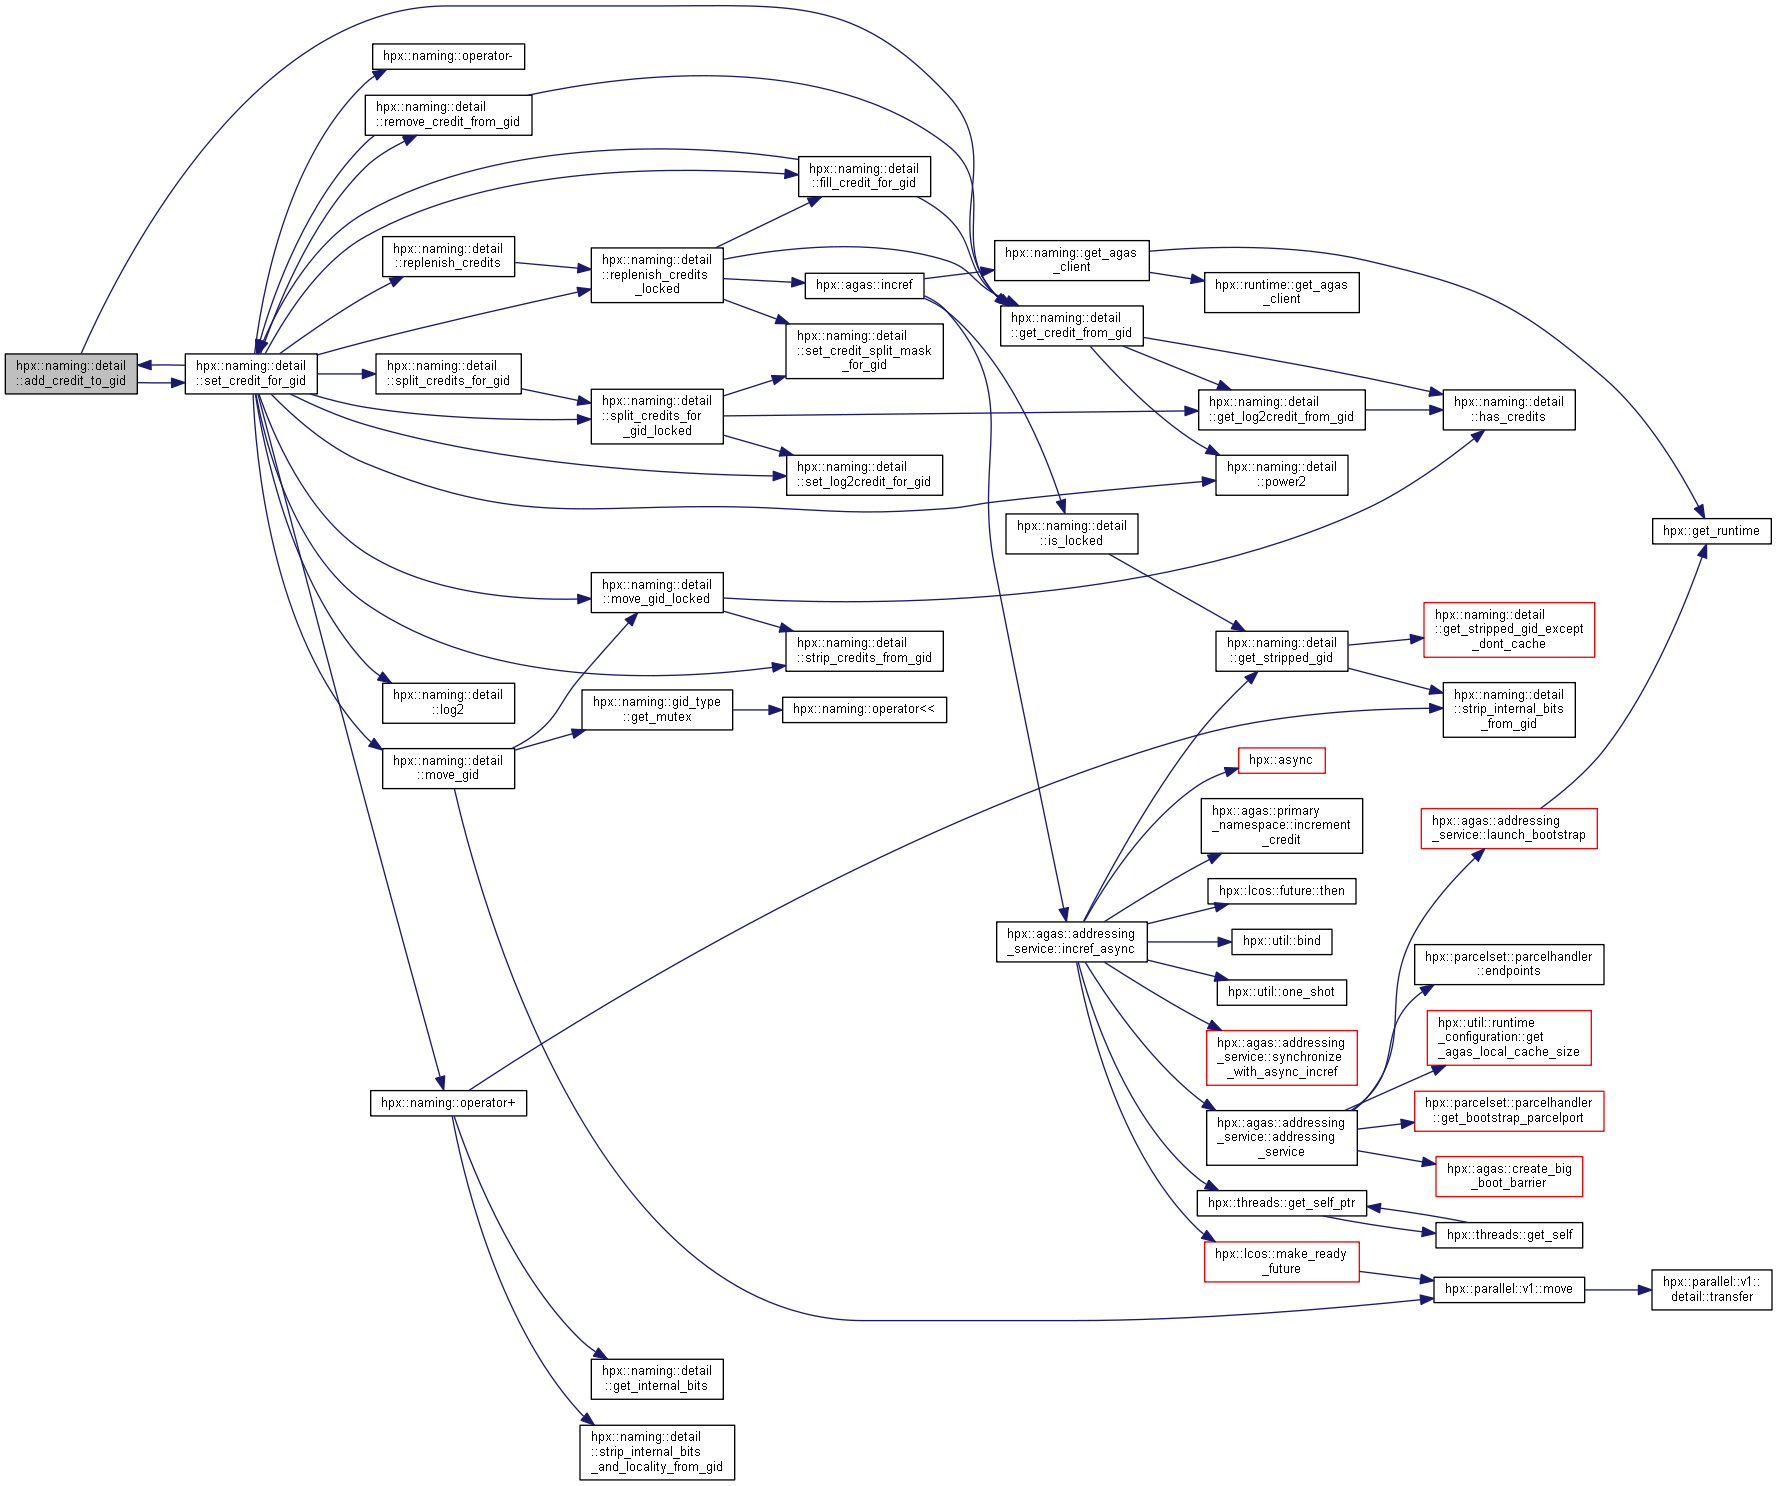 hpx::naming::detail
::add_credit_to_gid
hpx::naming::detail
::set_credit_for_gid
hpx::naming::operator-
hpx::naming::detail
::remove_credit_from_gid
hpx::naming::detail
::replenish_credits
hpx::naming::detail
::split_credits_for_gid
hpx::naming::detail
::log2
hpx::naming::detail
::move_gid
hpx::naming::operator+
hpx::naming::detail
::replenish_credits
_locked
hpx::naming::detail
::split_credits_for
_gid_locked
hpx::naming::detail
::move_gid_locked
hpx::naming::gid_type
::get_mutex
hpx::naming::detail
::get_internal_bits
hpx::naming::detail
::strip_internal_bits
_and_locality_from_gid
hpx::naming::detail
::fill_credit_for_gid
hpx::agas::incref
hpx::naming::detail
::set_credit_split_mask
_for_gid
hpx::naming::detail
::set_log2credit_for_gid
hpx::naming::detail
::strip_credits_from_gid
hpx::naming::operator<<
hpx::naming::get_agas
_client
hpx::naming::detail
::get_credit_from_gid
hpx::naming::detail
::is_locked
hpx::agas::addressing
_service::incref_async
hpx::runtime::get_agas
_client
hpx::naming::detail
::get_log2credit_from_gid
hpx::naming::detail
::power2
hpx::naming::detail
::get_stripped_gid
hpx::async
hpx::agas::primary
_namespace::increment
_credit
hpx::lcos::future::then
hpx::util::bind
hpx::util::one_shot
hpx::agas::addressing
_service::synchronize
_with_async_incref
hpx::agas::addressing
_service::addressing
_service
hpx::threads::get_self_ptr
hpx::lcos::make_ready
_future
hpx::naming::detail
::has_credits
hpx::naming::detail
::get_stripped_gid_except
_dont_cache
hpx::naming::detail
::strip_internal_bits
_from_gid
hpx::agas::addressing
_service::launch_bootstrap
hpx::parcelset::parcelhandler
::endpoints
hpx::util::runtime
_configuration::get
_agas_local_cache_size
hpx::parcelset::parcelhandler
::get_bootstrap_parcelport
hpx::agas::create_big
_boot_barrier
hpx::threads::get_self
hpx::parallel::v1::move
hpx::get_runtime
hpx::parallel::v1::
detail::transfer